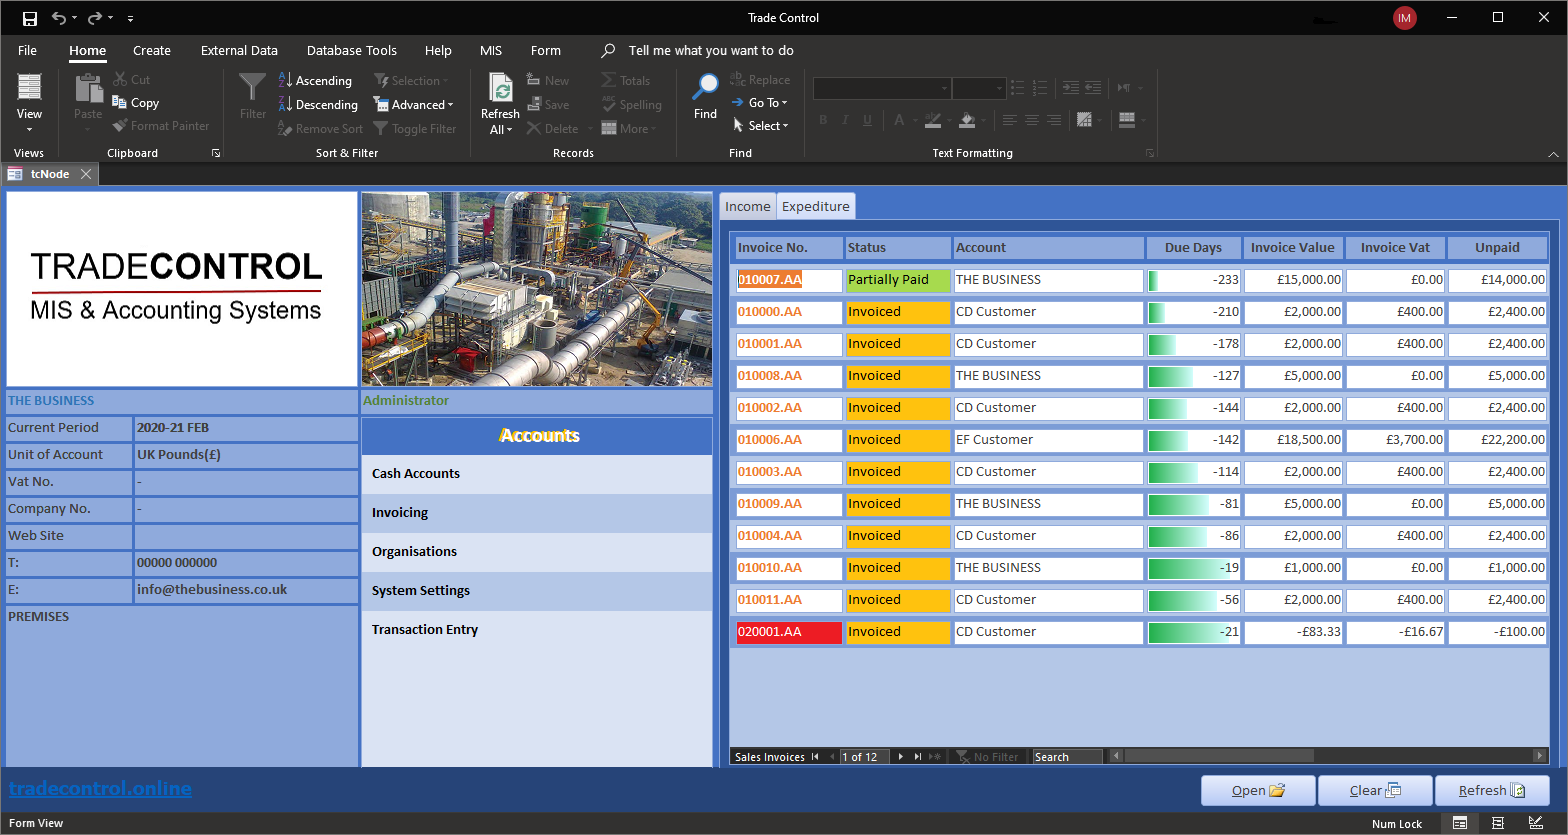 Trade Control
IM
File Home Create External Data Database Tools Help MIS Form Tell me what you want to do
View
Views
Paste
Cut
Copy
Format Painter
Clipboard
Filter
Ascending
Descending
Remove Sort
Selection
Advanced
Toggle Filter
Sort & Filter
Refresh
All
New
Save
Delete
Totals
Spelling
More
Records
Find
Replace
Go To
Select
Find
B I U A
Text Formatting
tcNode
TRADECONTROL
MIS & Accounting Systems
THE BUSINESS
Current Period 2020-21 FEB
Unit of Account UK Pounds(£)
Vat No. -
Company No. -
Web Site
T: 00000 000000
E: info@thebusiness.co.uk
PREMISES
Administrator
Accounts
Cash Accounts
Invoicing
Organisations
System Settings
Transaction Entry
Income Expediture
Invoice No. Status Account Due Days Invoice Value Invoice Vat Unpaid
010007.AA Partially Paid THE BUSINESS -233 £15,000.00 £0.00 £14,000.00
010000.AA Invoiced CD Customer -210 £2,000.00 £400.00 £2,400.00
010001.AA Invoiced CD Customer -178 £2,000.00 £400.00 £2,400.00
010008.AA Invoiced THE BUSINESS -127 £5,000.00 £0.00 £5,000.00
010002.AA Invoiced CD Customer -144 £2,000.00 £400.00 £2,400.00
010006.AA Invoiced EF Customer -142 £18,500.00 £3,700.00 £22,200.00
010003.AA Invoiced CD Customer -114 £2,000.00 £400.00 £2,400.00
010009.AA Invoiced THE BUSINESS -81 £5,000.00 £0.00 £5,000.00
010004.AA Invoiced CD Customer -86 £2,000.00 £400.00 £2,400.00
010010.AA Invoiced THE BUSINESS -19 £1,000.00 £0.00 £1,000.00
010011.AA Invoiced CD Customer -56 £2,000.00 £400.00 £2,400.00
020001.AA Invoiced CD Customer -21 -£83.33 -£16.67 -£100.00
Sales Invoices 1 of 12 No Filter Search
tradecontrol.online
Open Clear Refresh
Form View
Num Lock